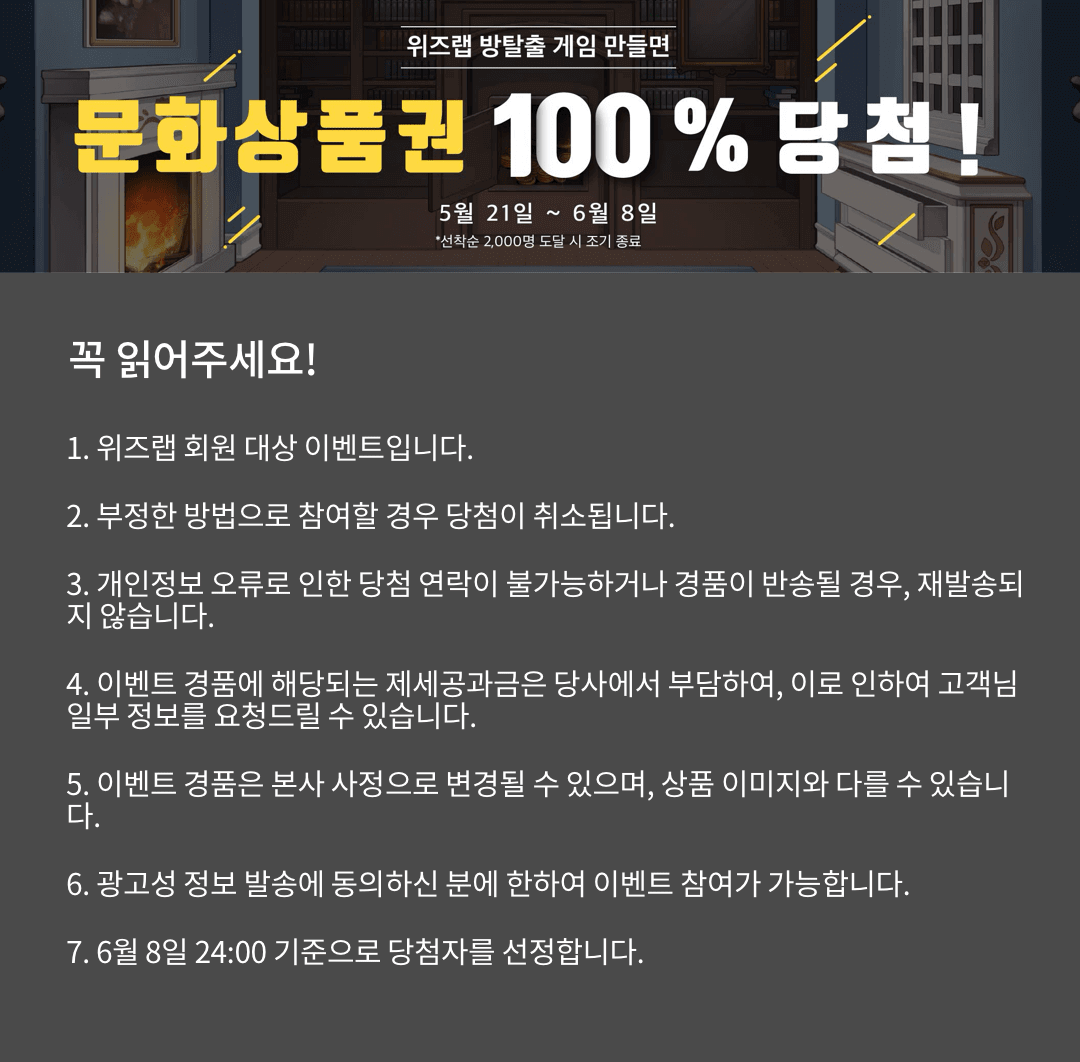 위즈랩 방탈출 게임 만들면
문화상품권 100 % 당첨!
5월 21일 ~ 6월 8일
*선착순 2,000명 도달 시 조기 종료
꼭 읽어주세요!
1. 위즈랩 회원 대상 이벤트입니다.
2. 부정한 방법으로 참여할 경우 당첨이 취소됩니다.
3. 개인정보 오류로 인한 당첨 연락이 불가능하거나 경품이 반송될 경우, 재발송되
지 않습니다.
4. 이벤트 경품에 해당되는 제세공과금은 당사에서 부담하여, 이로 인하여 고객님
일부 정보를 요청드릴 수 있습니다.
5. 이벤트 경품은 본사 사정으로 변경될 수 있으며, 상품 이미지와 다를 수 있습니
다.
6. 광고성 정보 발송에 동의하신 분에 한하여 이벤트 참여가 가능합니다.
7. 6월 8일 24:00 기준으로 당첨자를 선정합니다.